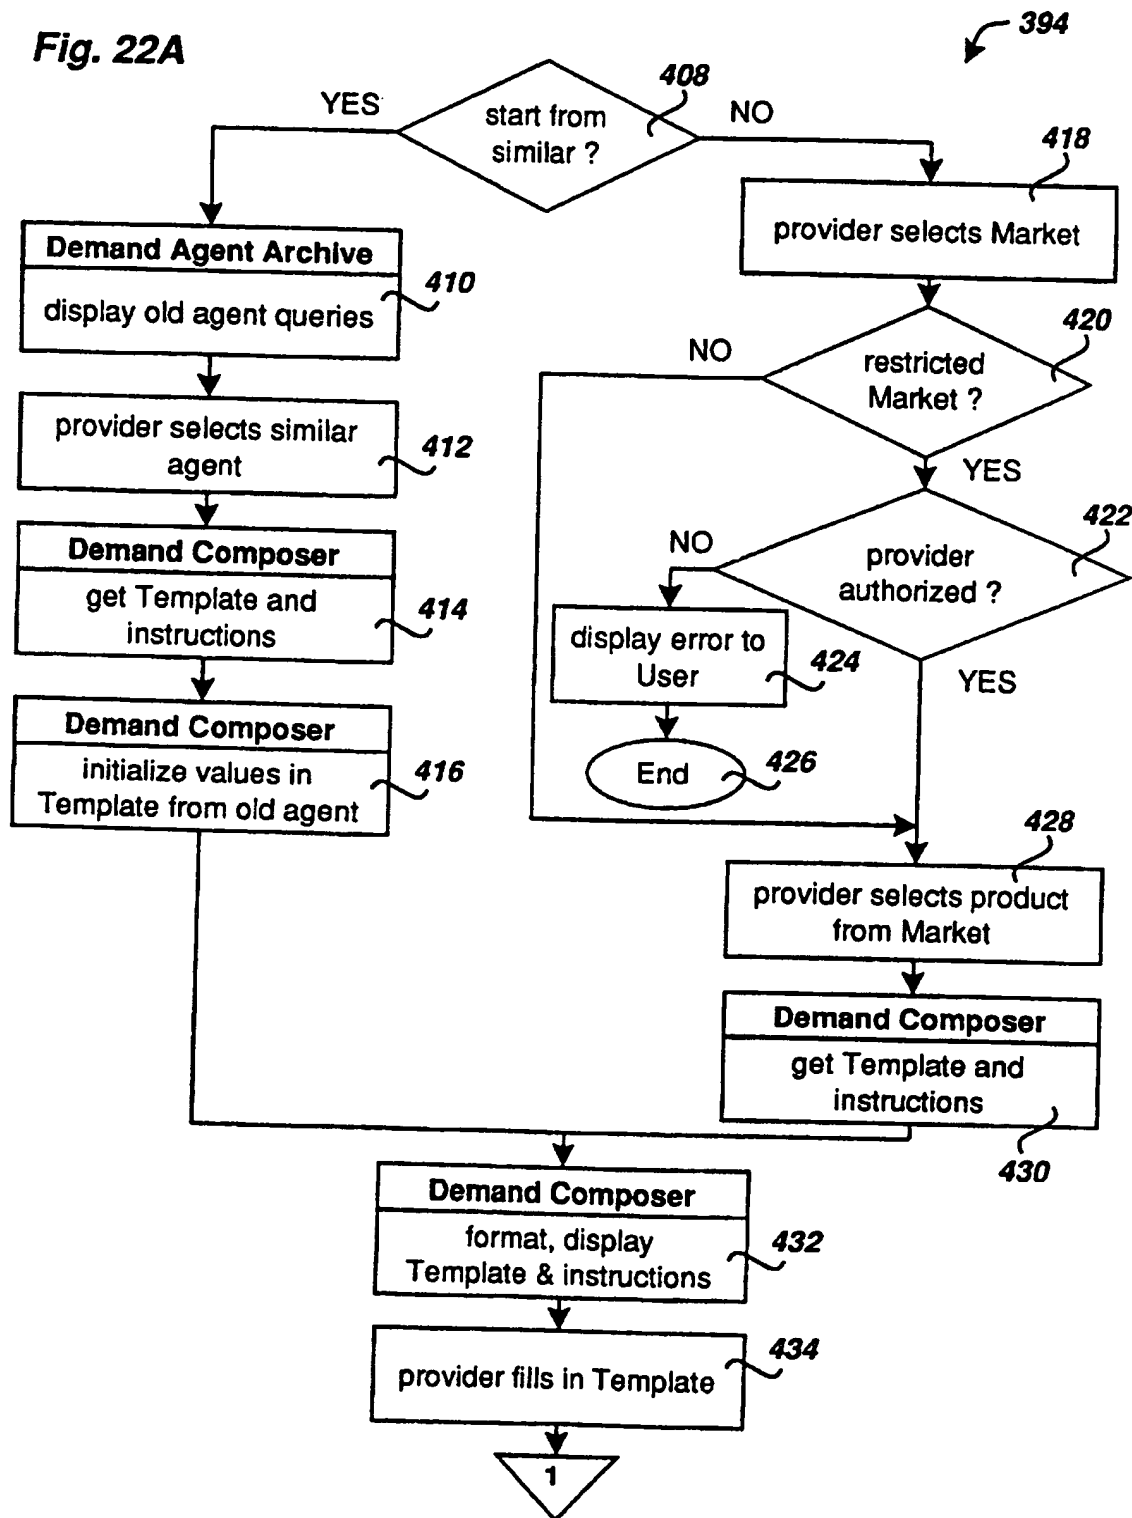 Fig. 22A
394
408
start from
similar ?
YES
NO
418
provider selects Market
Demand Agent Archive
display old agent queries
410
420
restricted
Market ?
NO
YES
provider selects similar
agent
412
422
provider
authorized ?
NO
YES
Demand Composer
get Template and
instructions
414
display error to
User
424
Demand Composer
initialize values in
Template from old agent
416
End
426
428
provider selects product
from Market
Demand Composer
get Template and
instructions
430
Demand Composer
format, display
Template & instructions
432
provider fills in Template
434
1